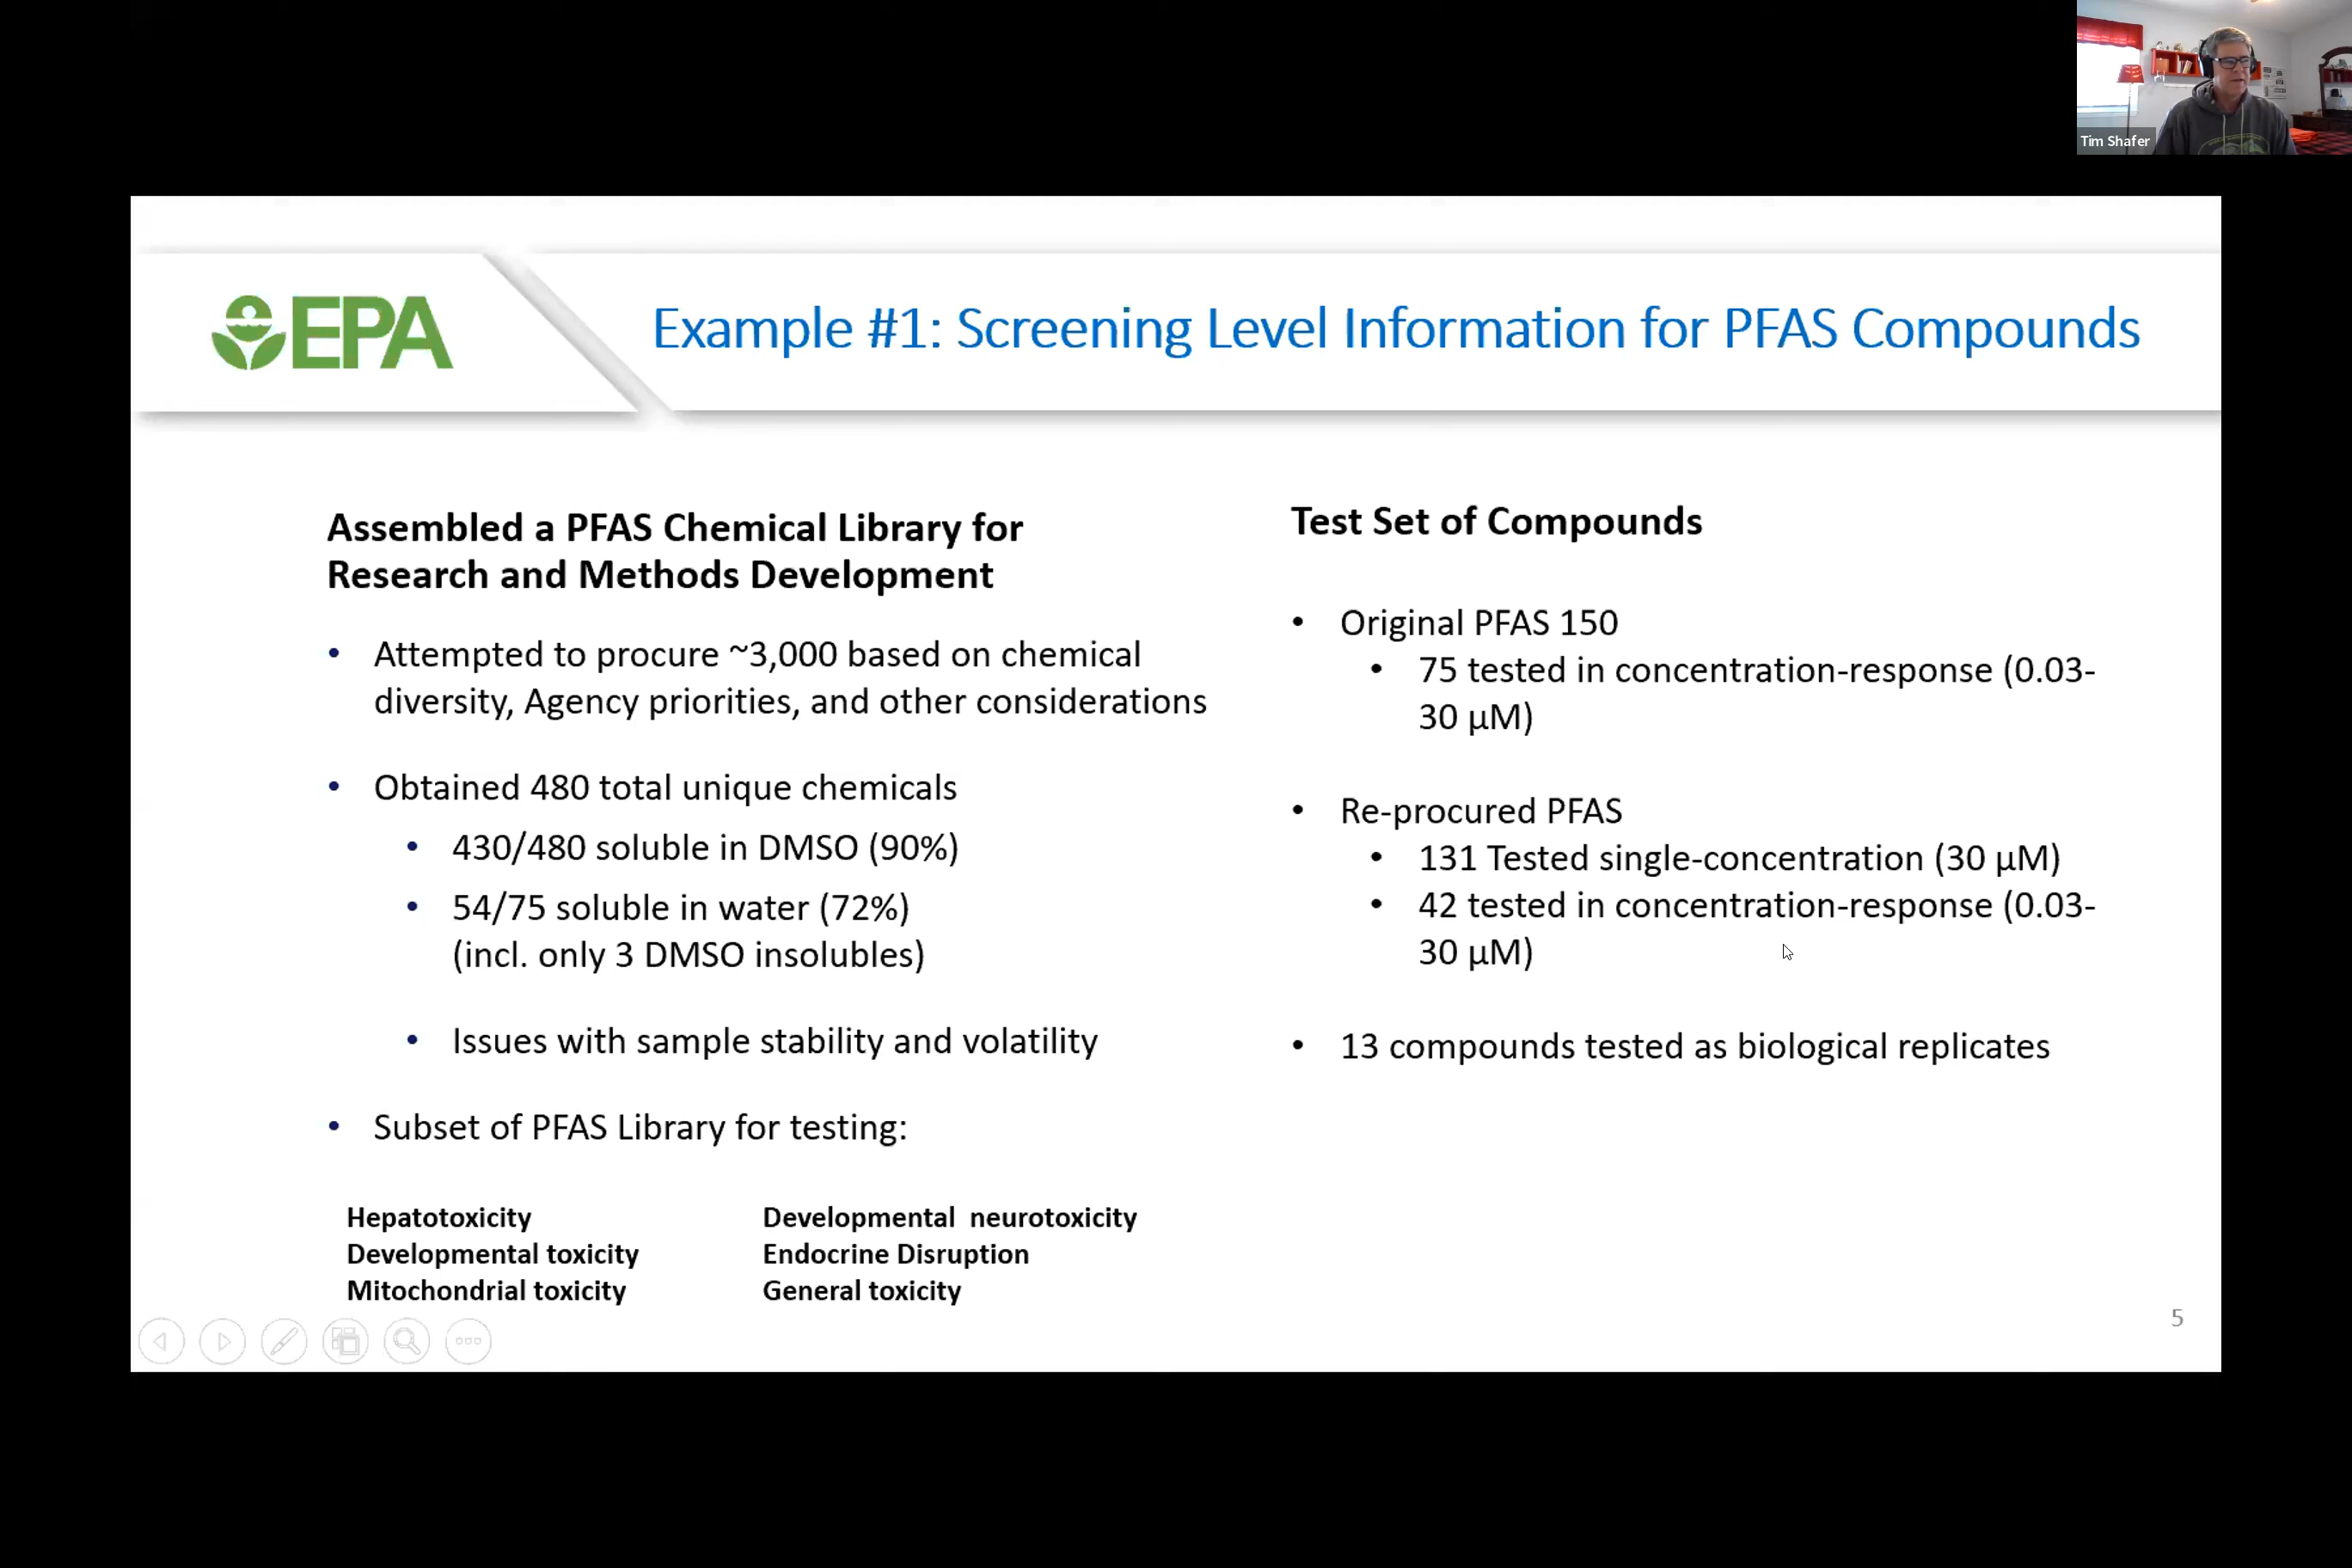 Tim Shafer
EPA
Example #1: Screening Level Information for PFAS Compounds
Assembled a PFAS Chemical Library for
Research and Methods Development
• Attempted to procure ~3,000 based on chemical
diversity, Agency priorities, and other considerations
• Obtained 480 total unique chemicals
• 430/480 soluble in DMSO (90%)
• 54/75 soluble in water (72%)
(incl. only 3 DMSO insolubles)
• Issues with sample stability and volatility
• Subset of PFAS Library for testing:
Hepatotoxicity
Developmental toxicity
Mitochondrial toxicity
Developmental neurotoxicity
Endocrine Disruption
General toxicity
Test Set of Compounds
• Original PFAS 150
• 75 tested in concentration-response (0.03-
30 µM)
• Re-procured PFAS
• 131 Tested single-concentration (30 µM)
• 42 tested in concentration-response (0.03-
30 µM)
• 13 compounds tested as biological replicates
5